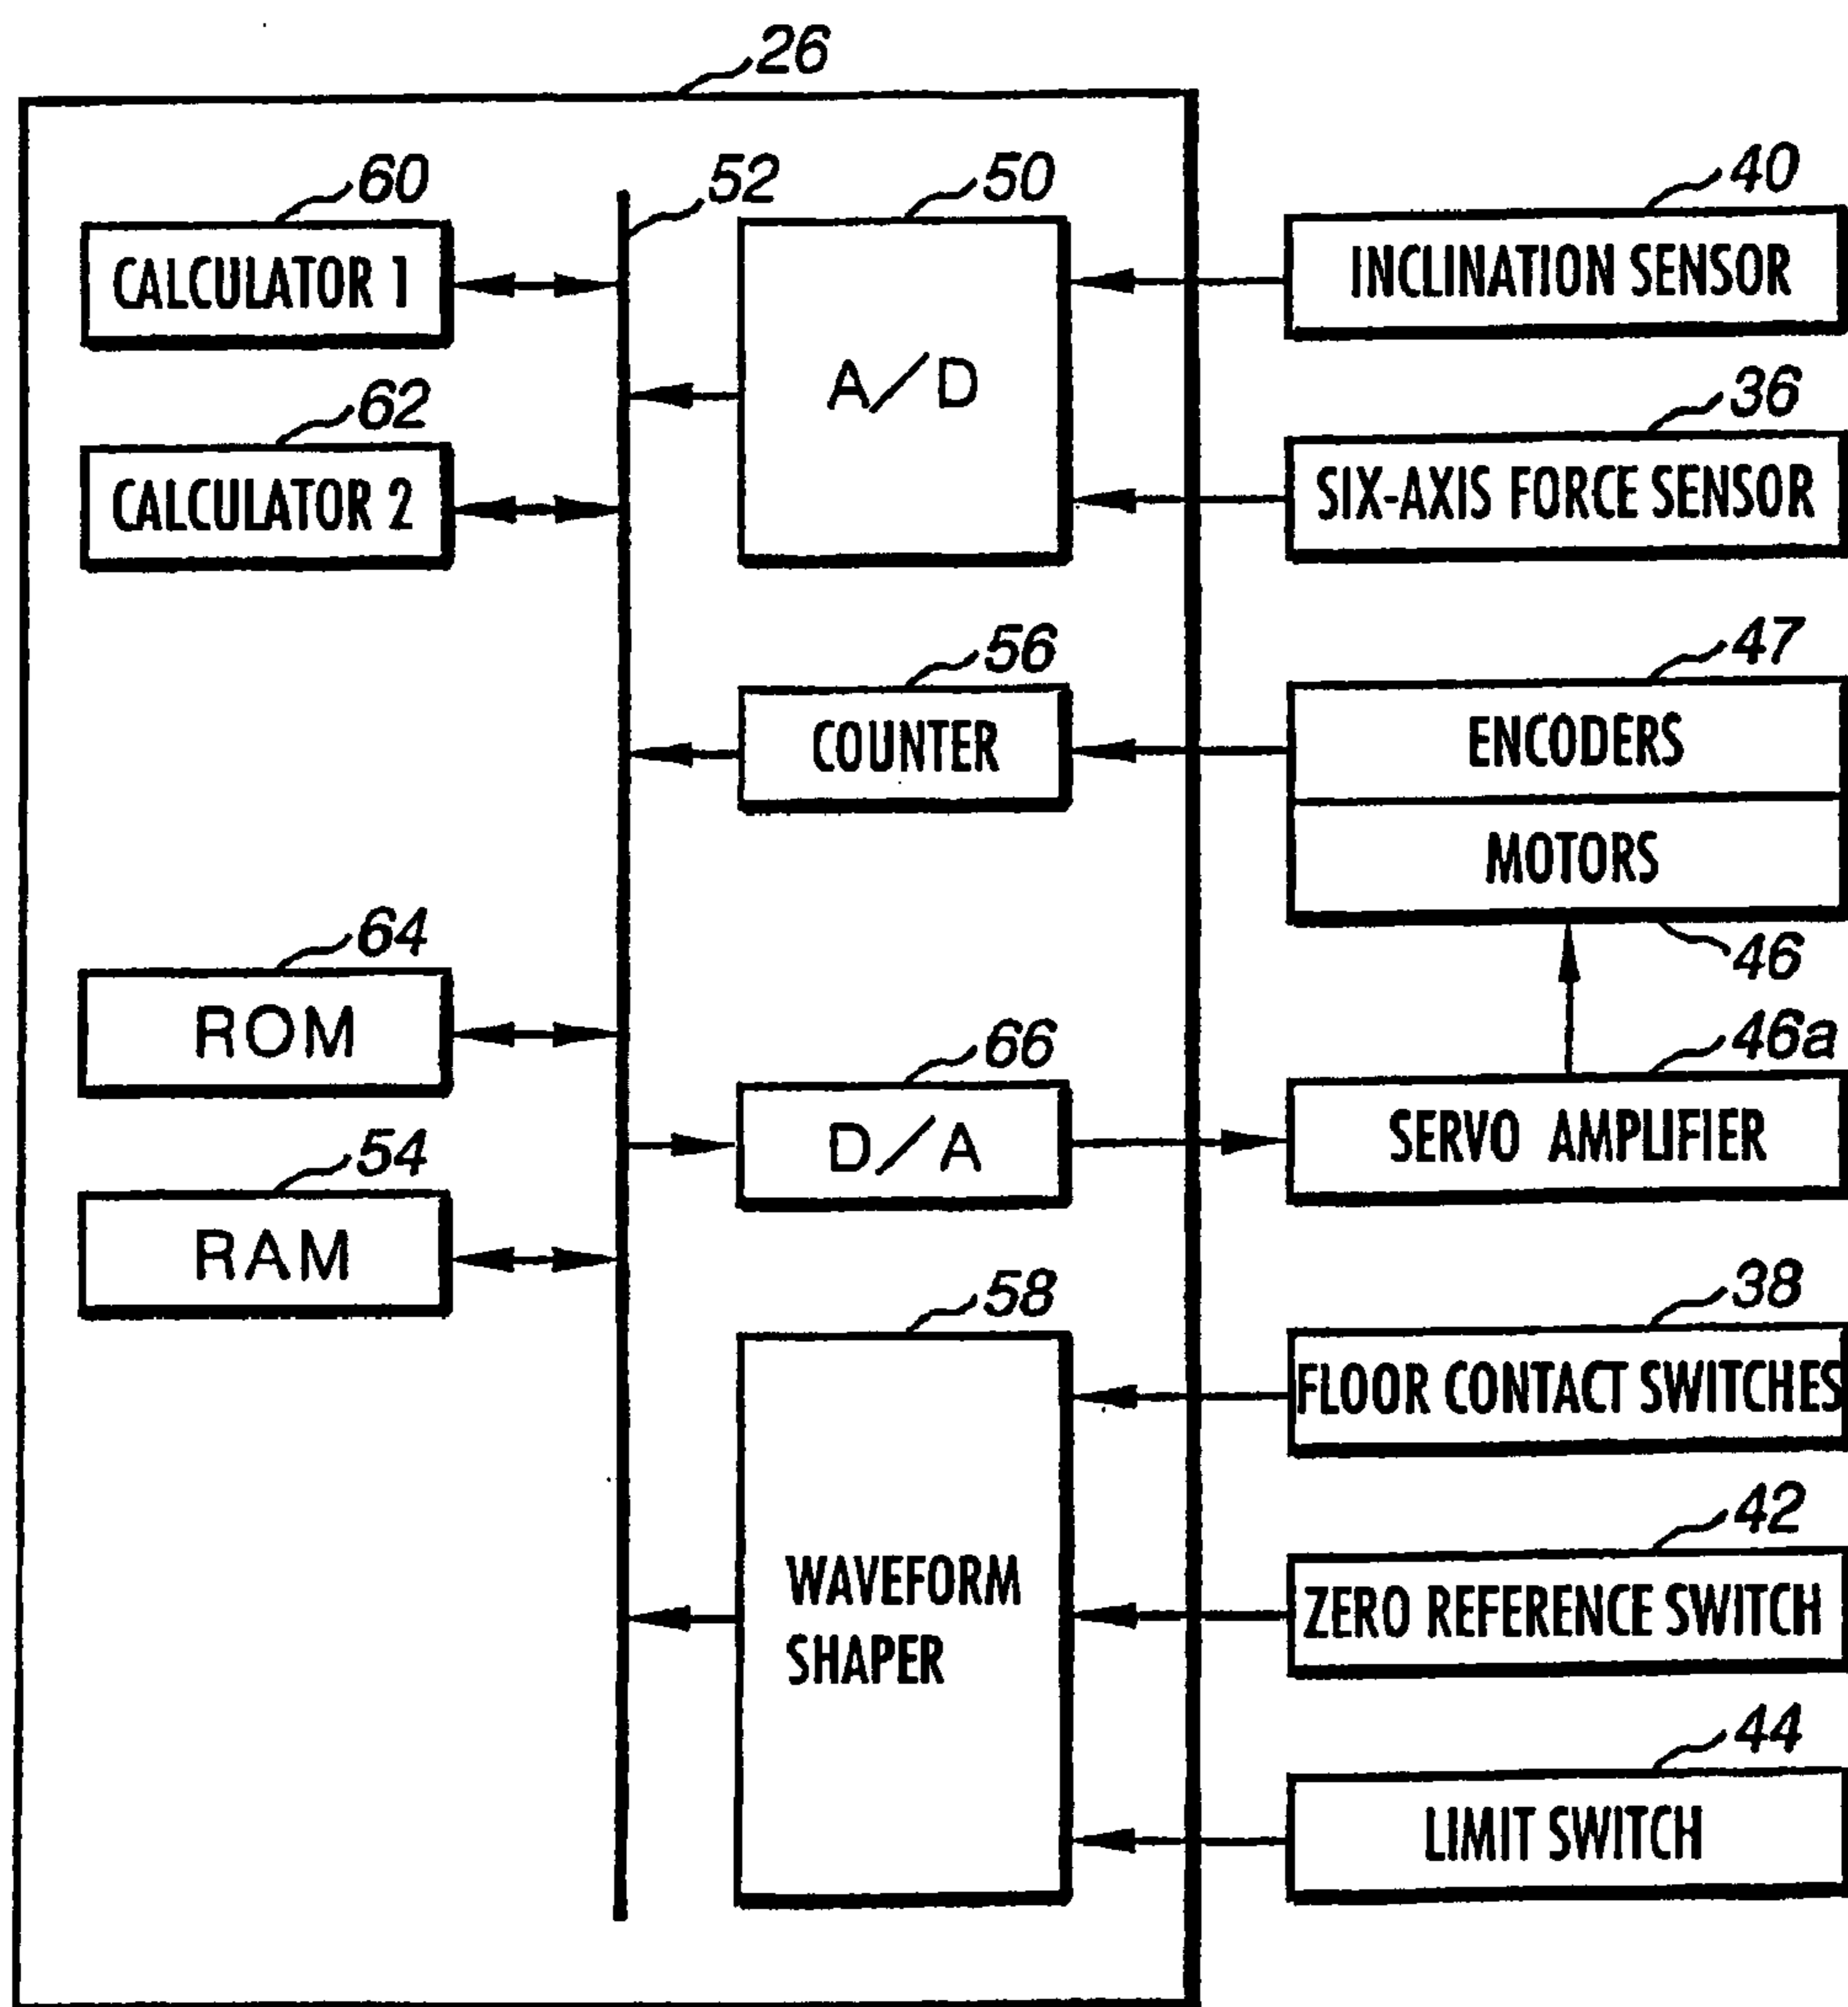 26
60
52
50
40
CALCULATOR 1
A/D
INCLINATION SENSOR
62
36
CALCULATOR 2
SIX-AXIS FORCE SENSOR
56
47
COUNTER
ENCODERS
MOTORS
64
46
ROM
66
46a
D/A
SERVO AMPLIFIER
54
RAM
58
38
WAVEFORM
SHAPER
FLOOR CONTACT SWITCHES
42
ZERO REFERENCE SWITCH
44
LIMIT SWITCH